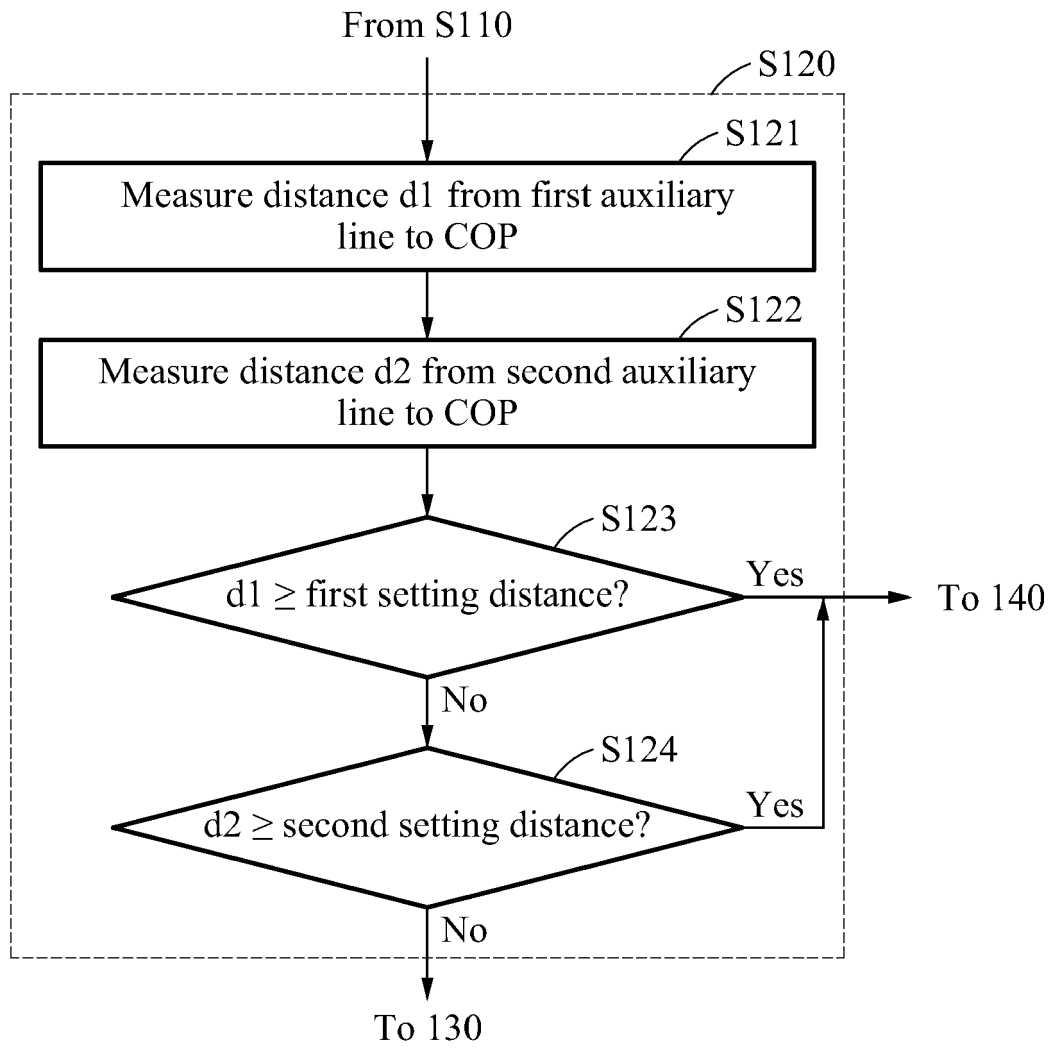 From S110
S120
S121
Measure distance d1 from first auxiliary
line to COP
S122
Measure distance d2 from second auxiliary
line to COP
S123
d1 ≥ first setting distance?
Yes
To 140
No
S124
d2 ≥ second setting distance?
Yes
No
To 130